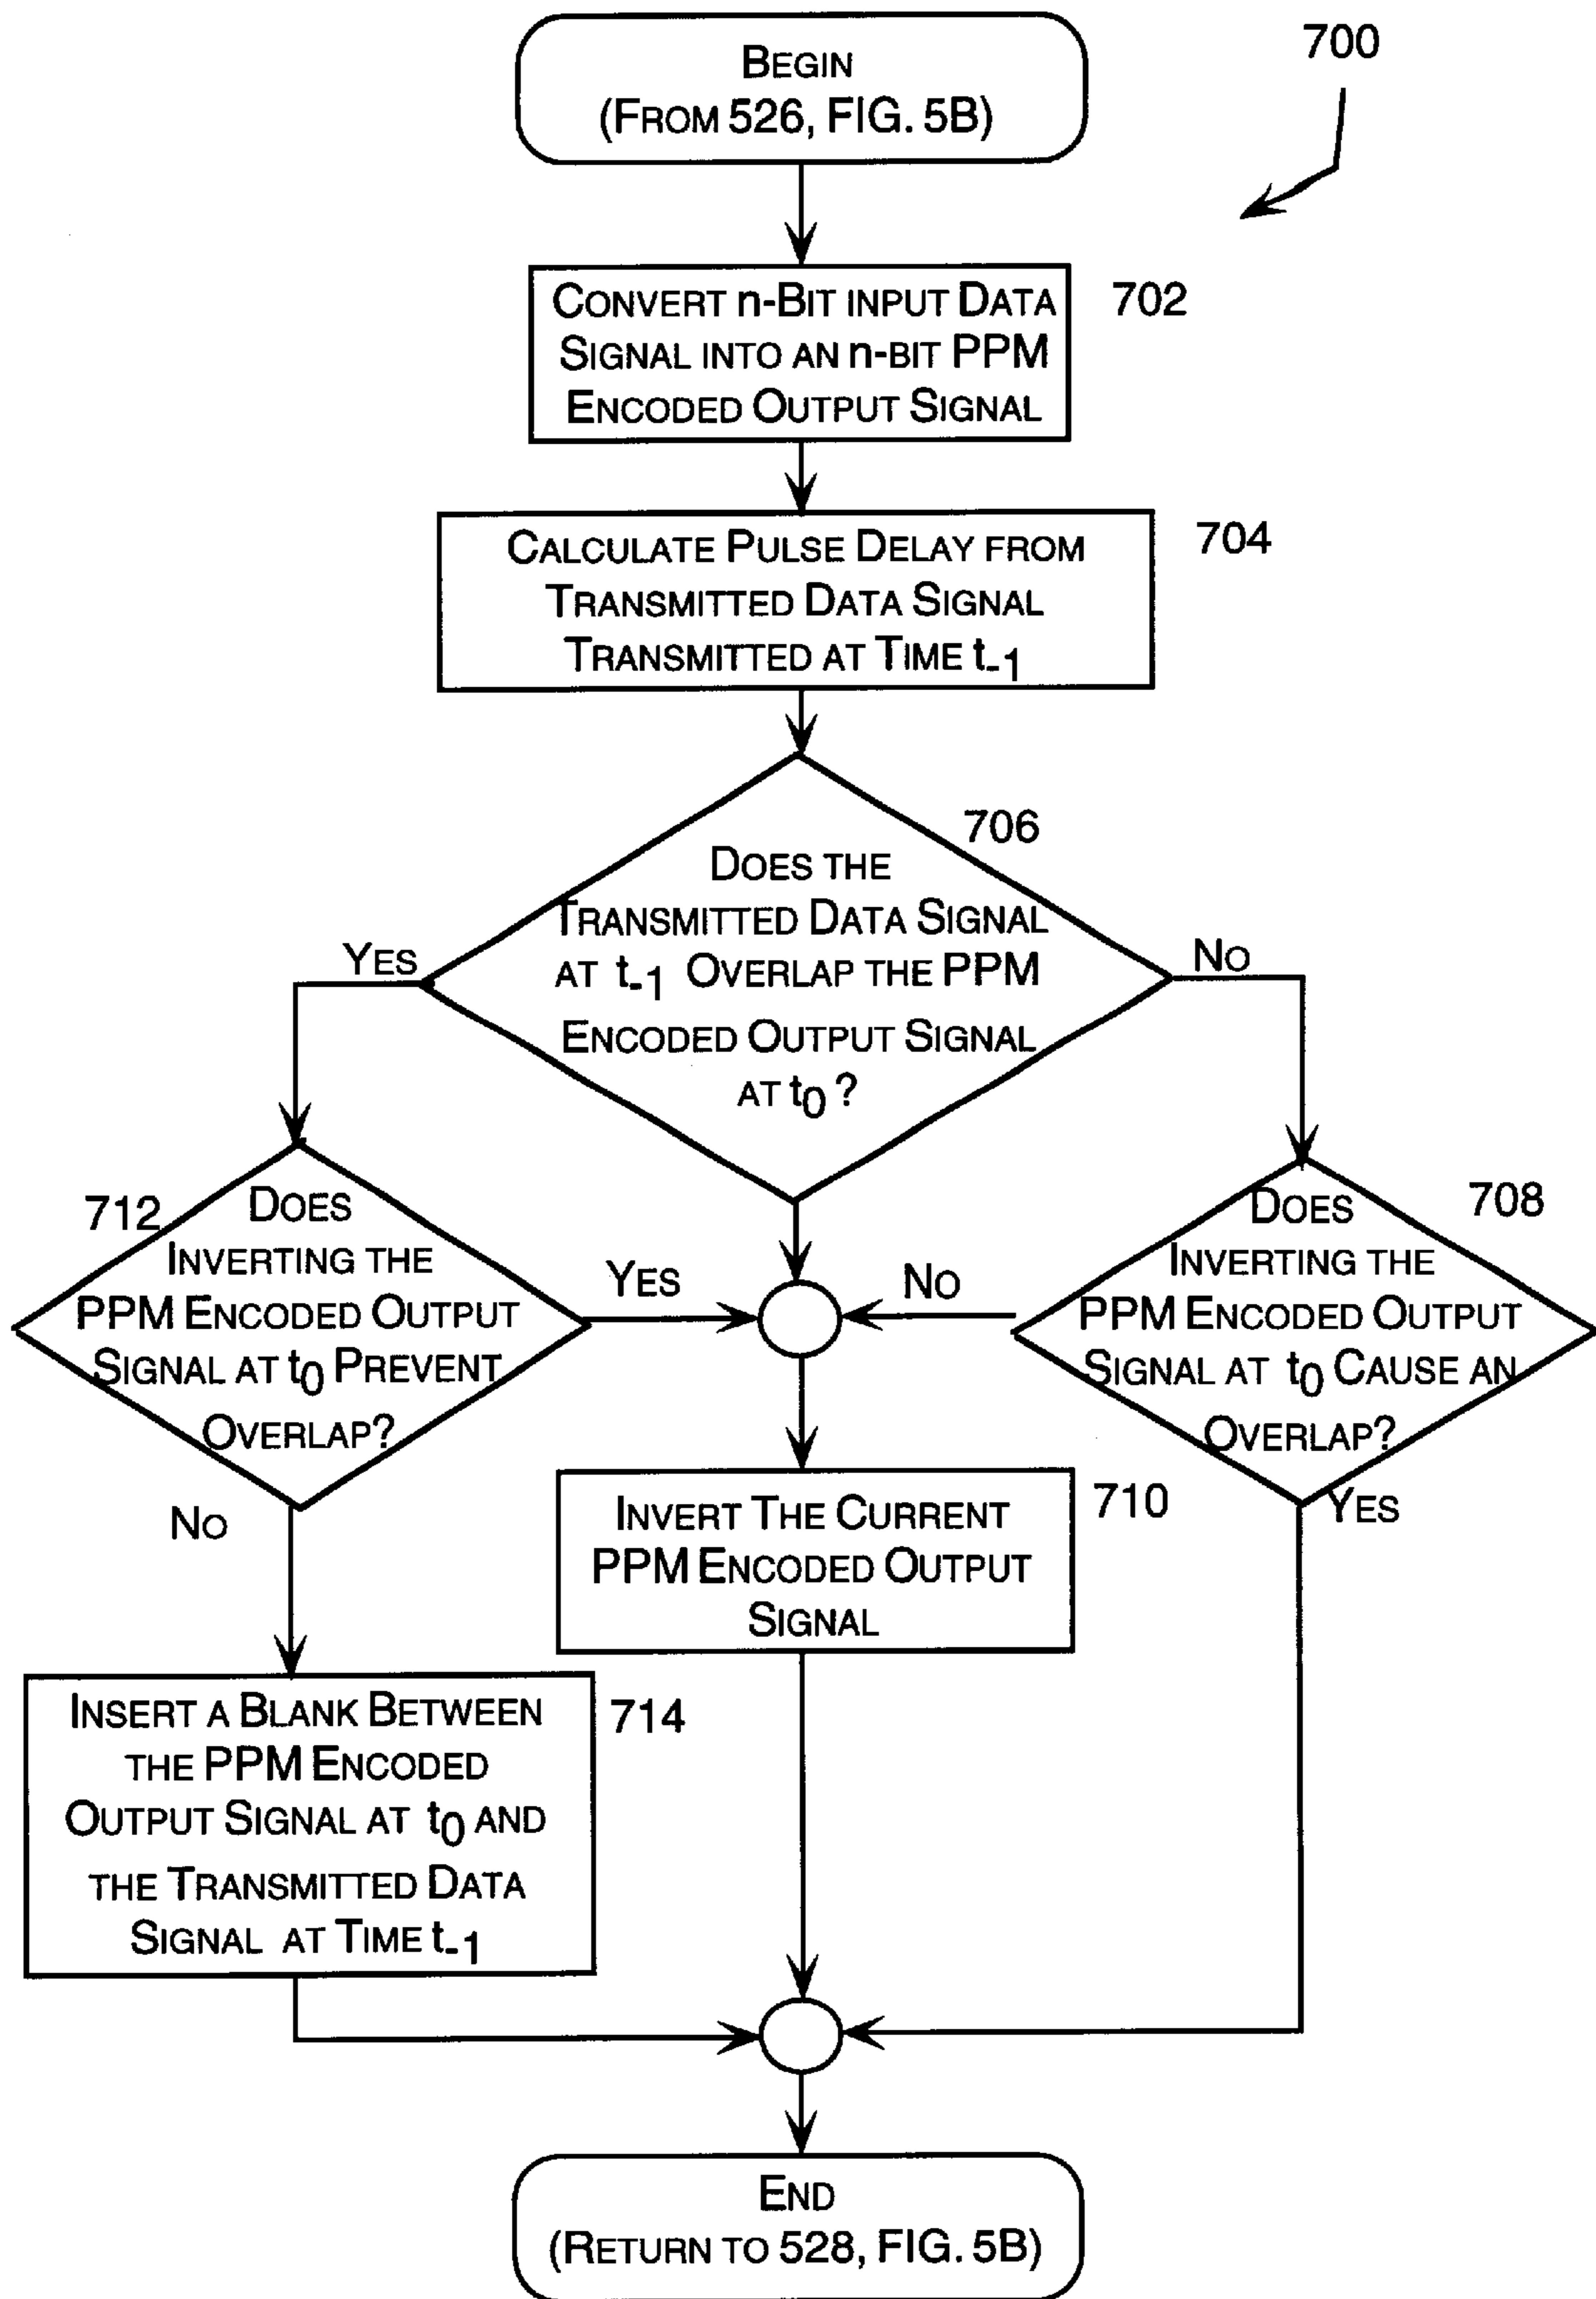 BEGIN
(FROM 526, FIG. 5B)
700
CONVERT n-BIT INPUT DATA
SIGNAL INTO AN n-BIT PPM
ENCODED OUTPUT SIGNAL
702
CALCULATE PULSE DELAY FROM
TRANSMITTED DATA SIGNAL
TRANSMITTED AT TIME t-1
704
706
DOES THE
TRANSMITTED DATA SIGNAL
AT t-1 OVERLAP THE PPM
ENCODED OUTPUT SIGNAL
AT t0 ?
YES
NO
712
DOES
INVERTING THE
PPM ENCODED OUTPUT
SIGNAL AT t0 PREVENT
OVERLAP?
YES
NO
NO
708
DOES
INVERTING THE
PPM ENCODED OUTPUT
SIGNAL AT t0 CAUSE AN
OVERLAP?
YES
INVERT THE CURRENT
PPM ENCODED OUTPUT
SIGNAL
710
INSERT A BLANK BETWEEN
THE PPM ENCODED
OUTPUT SIGNAL AT t0 AND
THE TRANSMITTED DATA
SIGNAL AT TIME t-1
714
END
(RETURN TO 528, FIG. 5B)